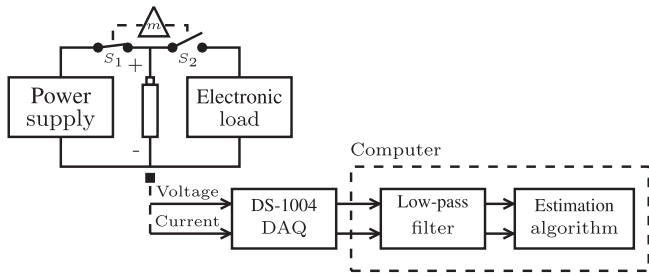 m
S1
+
S2
Power
supply
Electronic
load
-
Computer
Voltage
Current
DS-1004
DAQ
Low-pass
filter
Estimation
algorithm